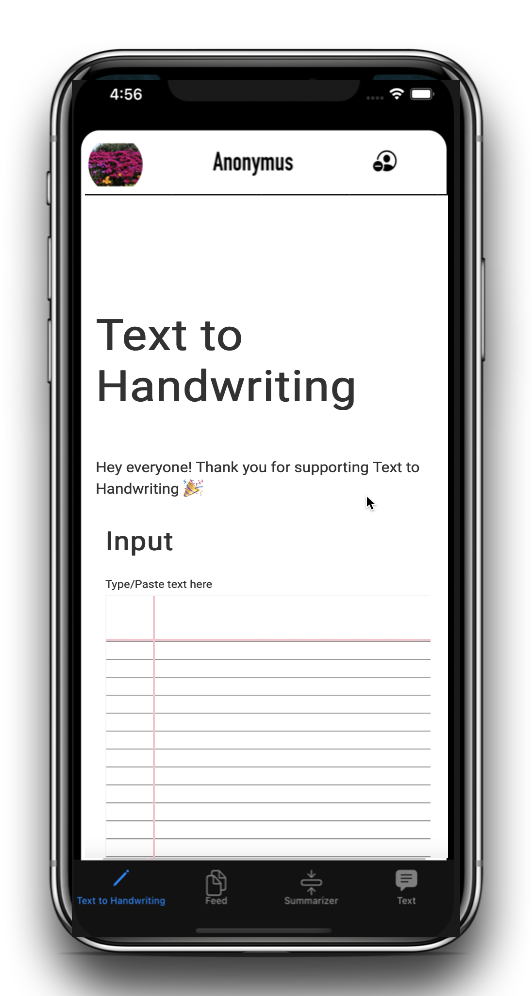 4:56
Anonymus
Text to
Handwriting
Hey everyone! Thank you for supporting Text to
Handwriting 🎉
Input
Type/Paste text here
Text to Handwriting
Feed
Summarizer
Text